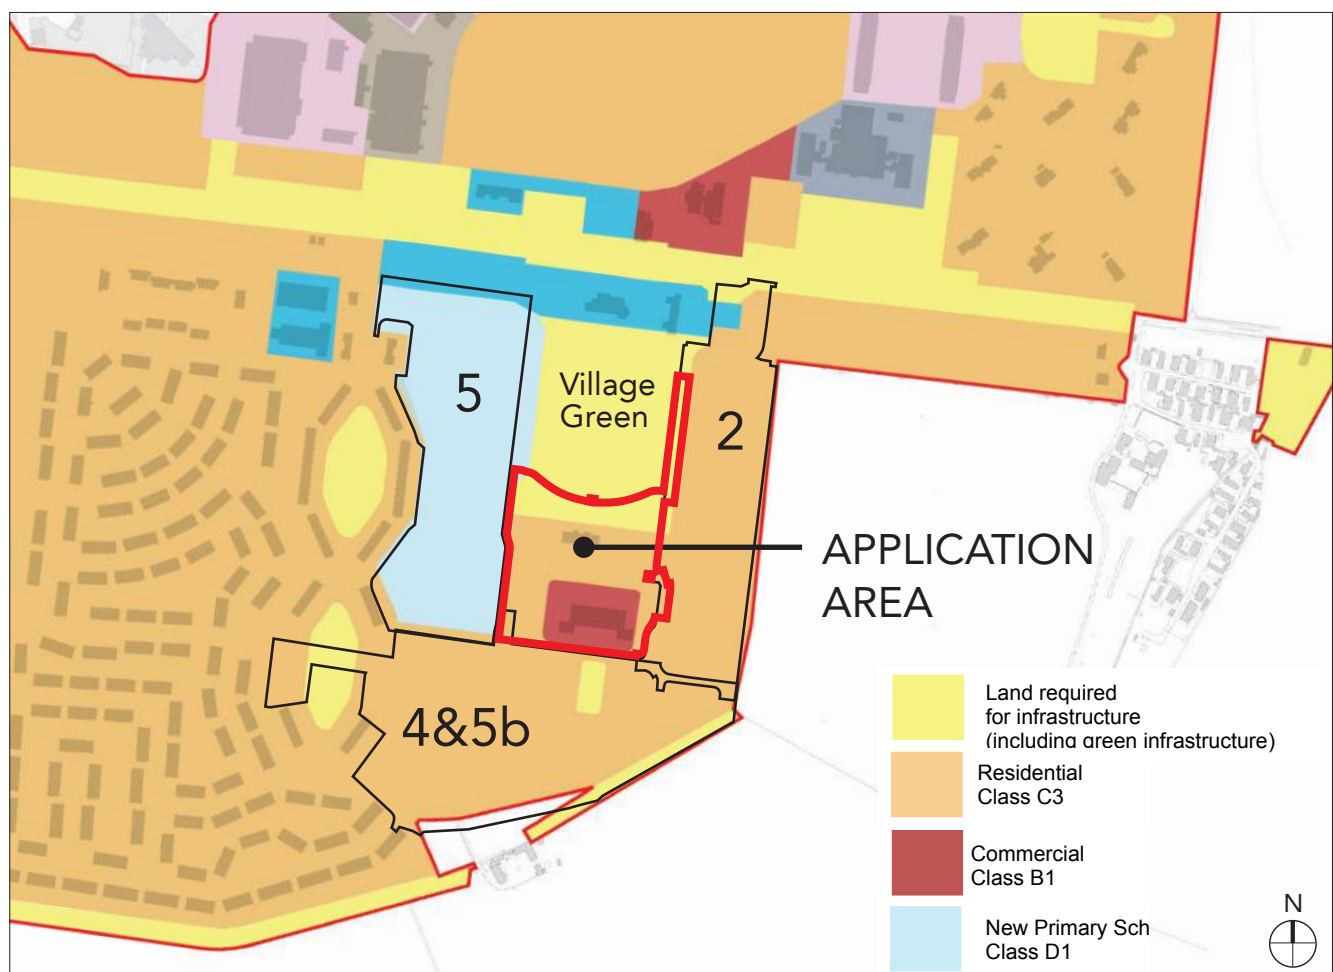 5
Village
Green
2
APPLICATION
AREA
4&5b
Land required
for infrastructure
(including green infrastructure)
Residential
Class C3
Commercial
Class B1
New Primary Sch
Class D1
N